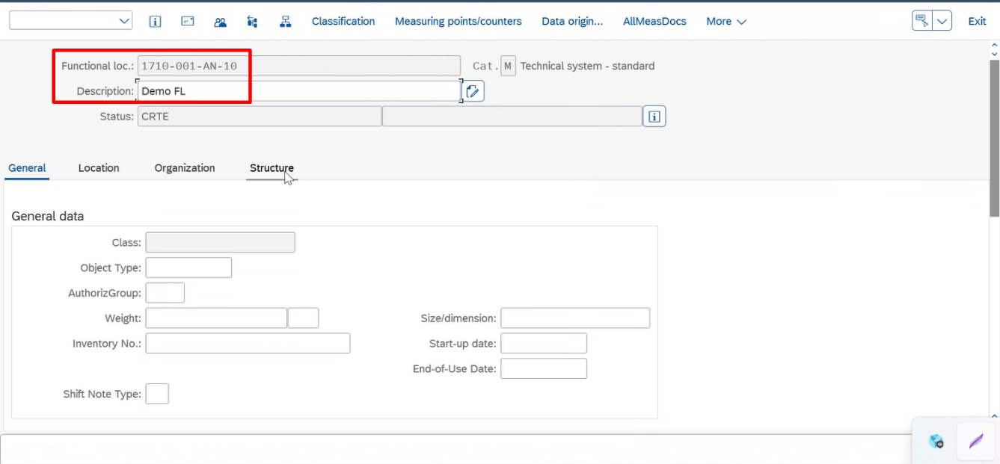 Classification Measuring points/counters Data origin... AllMeasDocs More Exit
Functional loc.: 1710-001-AN-10 Cat. M Technical system - standard
Description: Demo FL
Status: CRTE
General Location Organization Structure
General data
Class:
Object Type:
AuthorizGroup:
Weight: Size/dimension:
Inventory No.: Start-up date:
End-of-Use Date:
Shift Note Type: